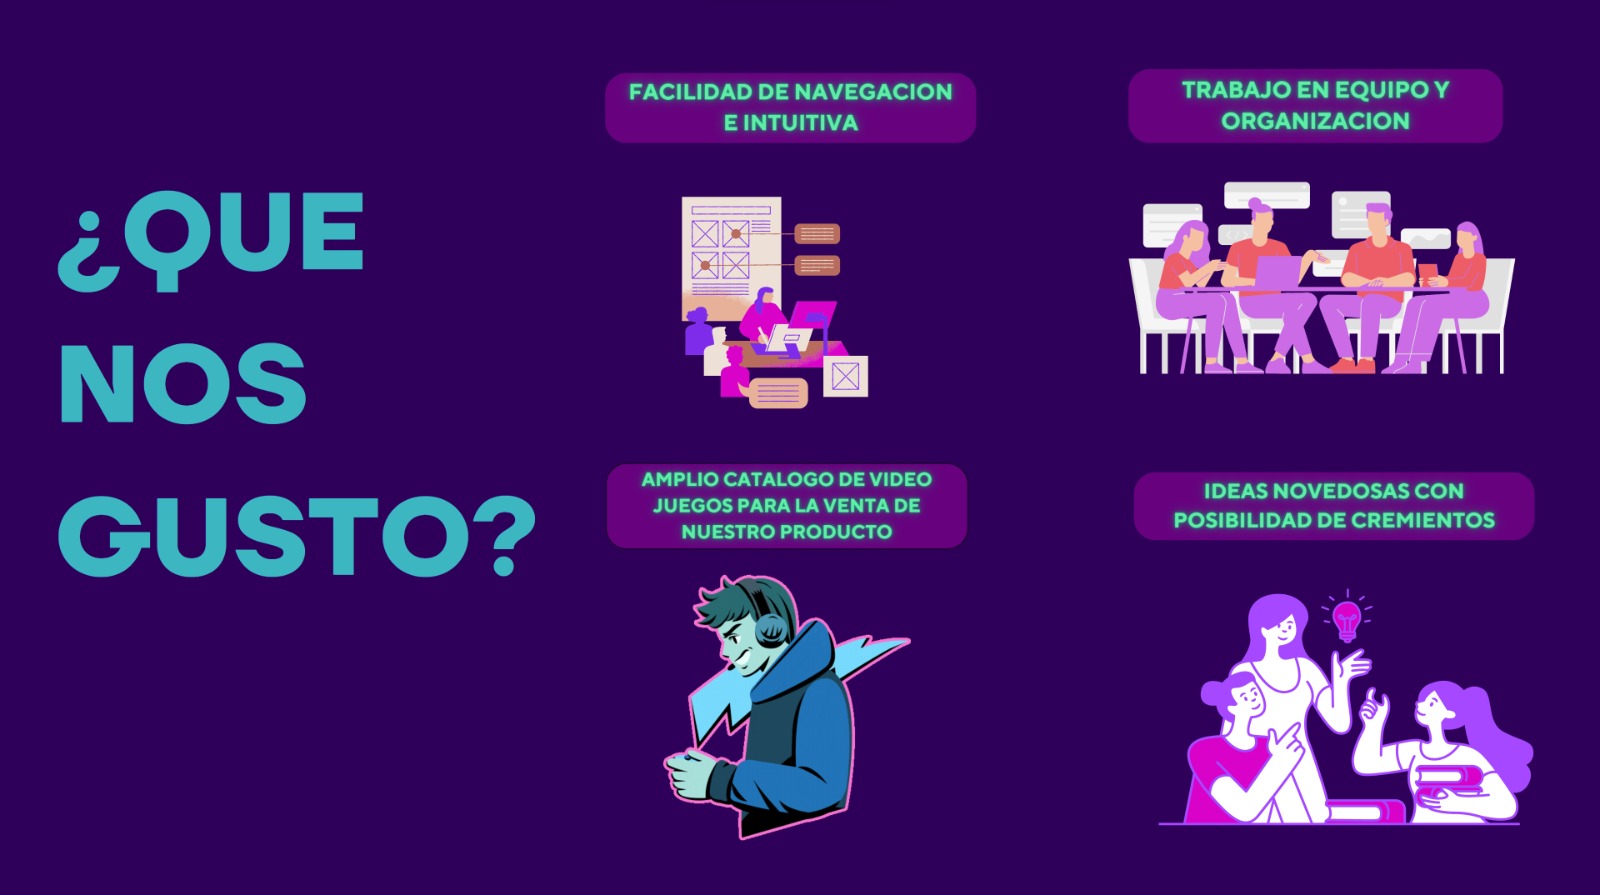 ¿QUE
NOS
GUSTO?
FACILIDAD DE NAVEGACION
E INTUITIVA
TRABAJO EN EQUIPO Y
ORGANIZACION
AMPLIO CATALOGO DE VIDEO
JUEGOS PARA LA VENTA DE
NUESTRO PRODUCTO
IDEAS NOVEDOSAS CON
POSIBILIDAD DE CREMIENTOS